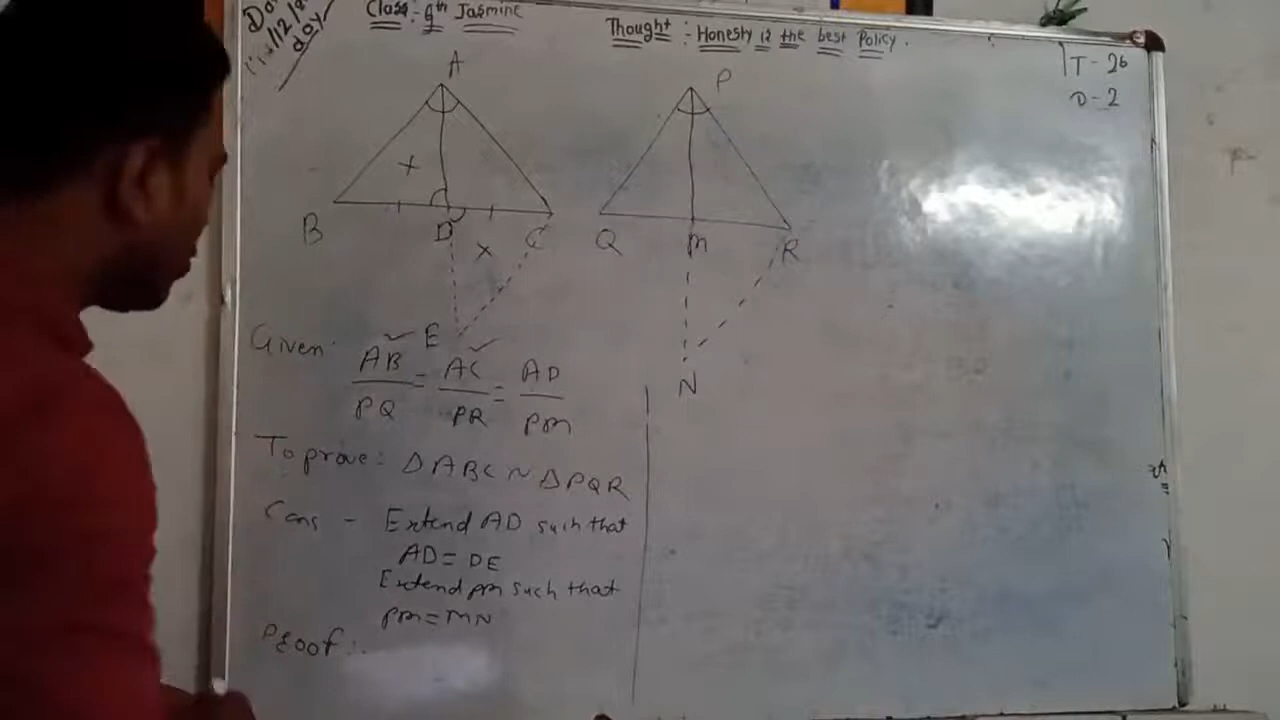 Class:- 9th Jasmine
Thought :- Honesty is the best Policy.
T - 26
D - 2
A
B
D
C
E
P
Q
M
R
N
Given:
AB/PQ = AC/PR = AD/PM
To prove: Δ ABC ~ Δ PQR
Cons - Extend AD such that
AD = DE
Extend PM such that
PM = MN
Proof :-